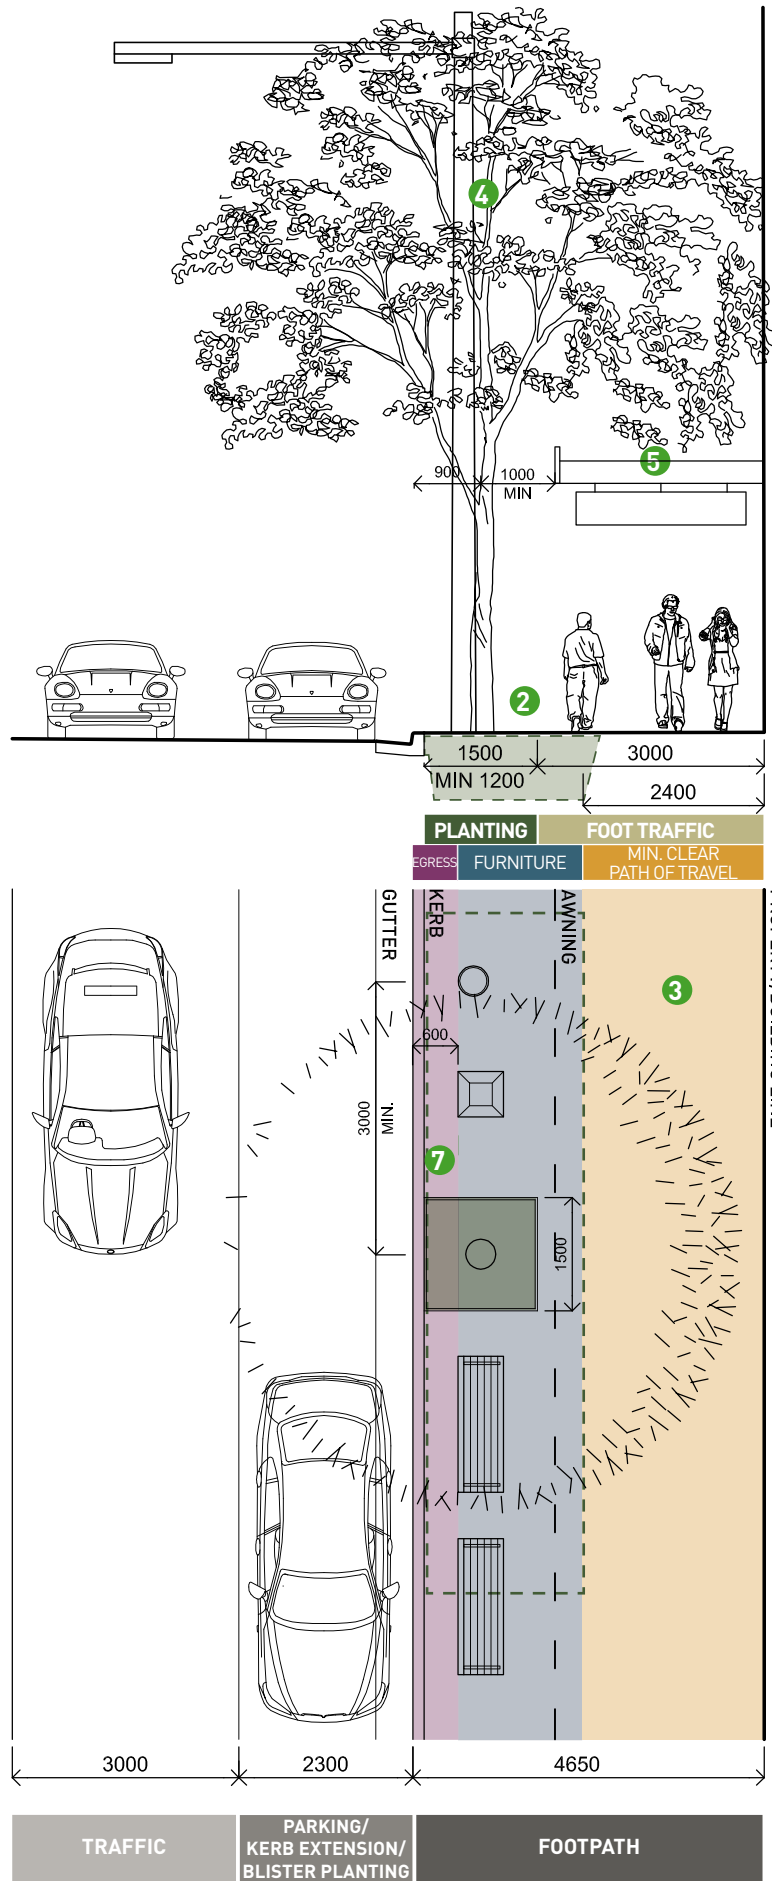 4
5
900
1000
MIN
2
1500
3000
MIN 1200
2400
PLANTING
FOOT TRAFFIC
EGRESS
FURNITURE
MIN. CLEAR
PATH OF TRAVEL
GUTTER
KERB
AWNING
3
600
3000
MIN.
7
1500
3000
2300
4650
TRAFFIC
PARKING/
KERB EXTENSION/
BLISTER PLANTING
FOOTPATH